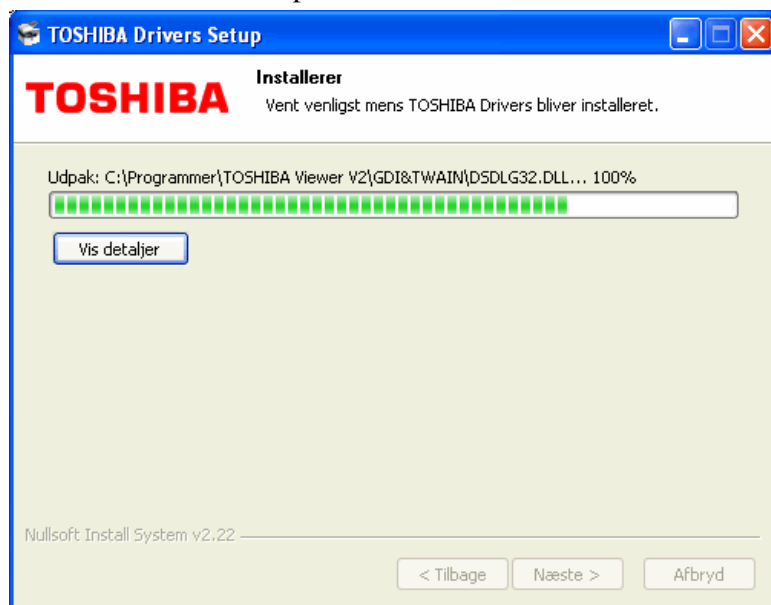 TOSHIBA Drivers Setup
TOSHIBA
Installerer
Vent venligst mens TOSHIBA Drivers bliver installeret.
Udpak: C:\Programmer\TOSHIBA Viewer V2\GDI&TWAIN\DSDLG32.DLL... 100%
Vis detaljer
Nullsoft Install System v2.22
< Tilbage
Næste >
Afbryd